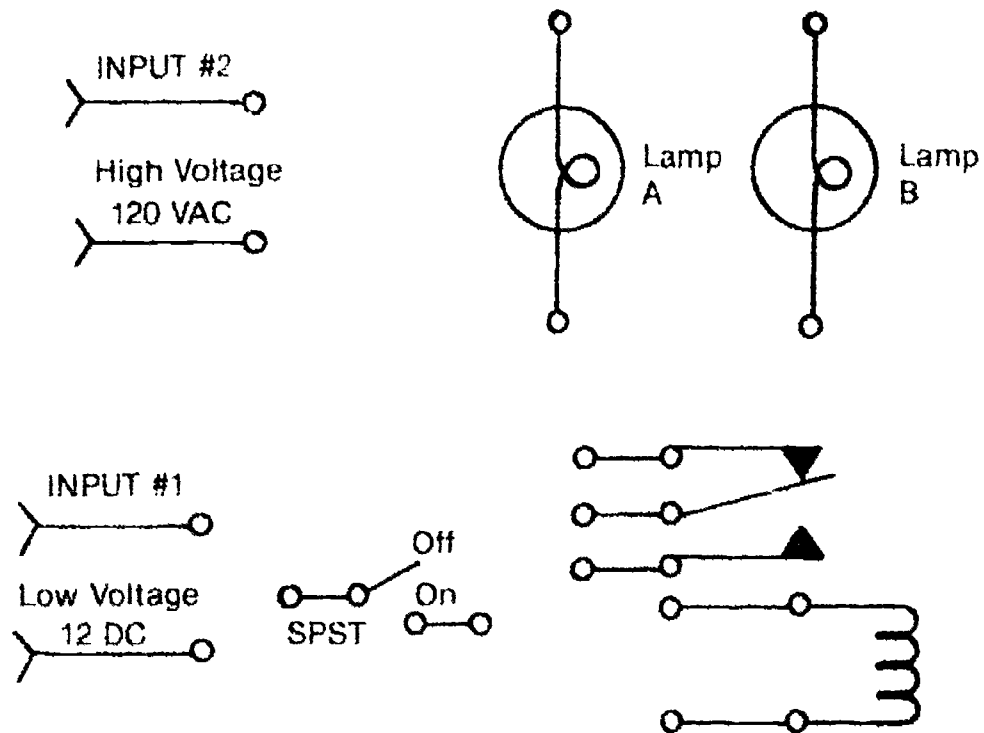 INPUT #2
High Voltage
120 VAC
Lamp
A
Lamp
B
INPUT #1
Low Voltage
12 DC
Off
On
SPST